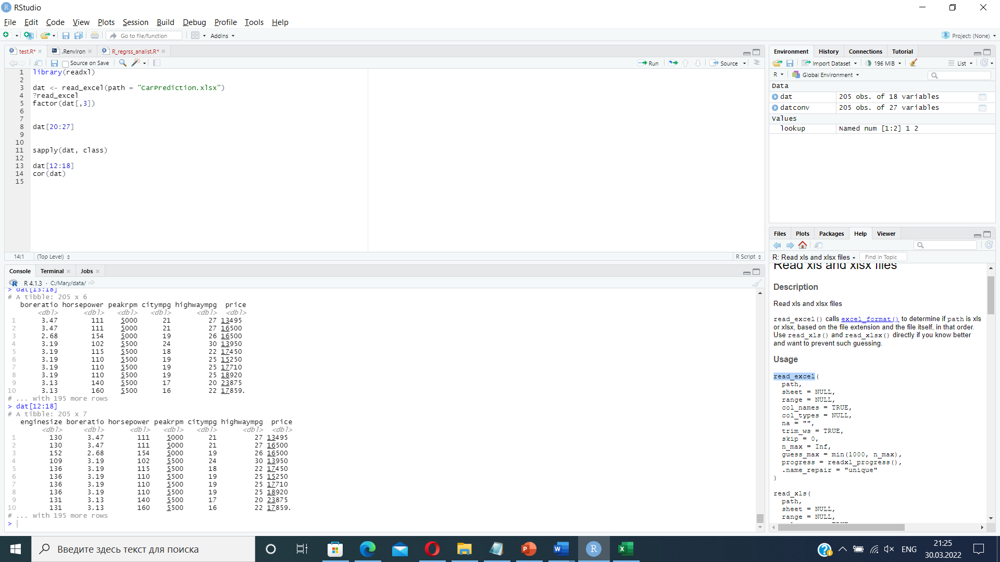 RStudio
File Edit Code View Plots Session Build Debug Profile Tools Help
Go to file/function Addins Project: (None)
test.R* .Renviron R_regrss_analist.R*
Source on Save Run Source
1 library(readxl)
2
3 dat <- read_excel(path = "CarPrediction.xlsx")
4 ?read_excel
5 factor(dat[,3])
6
7
8 dat[20:27]
9
10
11 sapply(dat, class)
12
13 dat[12:18]
14 cor(dat)
15
14:1 (Top Level) R Script
Console Terminal Jobs
R 4.1.3 · C:/Mary/data/
> dat[13:18]
# A tibble: 205 x 6
boreratio horsepower peakrpm citympg highwaympg price
<dbl> <dbl> <dbl> <dbl> <dbl> <dbl>
1 3.47 111 5000 21 27 13495
2 3.47 111 5000 21 27 16500
3 2.68 154 5000 19 26 16500
4 3.19 102 5500 24 30 13950
5 3.19 115 5500 18 22 17450
6 3.19 110 5500 19 25 15250
7 3.19 110 5500 19 25 17710
8 3.19 110 5500 19 25 18920
9 3.13 140 5500 17 20 23875
10 3.13 160 5500 16 22 17859.
# ... with 195 more rows
> dat[12:18]
# A tibble: 205 x 7
enginesize boreratio horsepower peakrpm citympg highwaympg price
<dbl> <dbl> <dbl> <dbl> <dbl> <dbl> <dbl>
1 130 3.47 111 5000 21 27 13495
2 130 3.47 111 5000 21 27 16500
3 152 2.68 154 5000 19 26 16500
4 109 3.19 102 5500 24 30 13950
5 136 3.19 115 5500 18 22 17450
6 136 3.19 110 5500 19 25 15250
7 136 3.19 110 5500 19 25 17710
8 136 3.19 110 5500 19 25 18920
9 131 3.13 140 5500 17 20 23875
10 131 3.13 160 5500 16 22 17859.
# ... with 195 more rows
>
Environment History Connections Tutorial
Import Dataset 196 MiB List
R Global Environment
Data
dat 205 obs. of 18 variables
datconv 205 obs. of 27 variables
Values
lookup Named num [1:2] 1 2
Files Plots Packages Help Viewer
R: Read xls and xlsx files Find in Topic
Read xls and xlsx files
Description
Read xls and xlsx files
read_excel() calls excel_format() to determine if path is xls
or xlsx, based on the file extension and the file itself, in that order.
Use read_xls() and read_xlsx() directly if you know better
and want to prevent such guessing.
Usage
read_excel(
path,
sheet = NULL,
range = NULL,
col_names = TRUE,
col_types = NULL,
na = "",
trim_ws = TRUE,
skip = 0,
n_max = Inf,
guess_max = min(1000, n_max),
progress = readxl_progress(),
.name_repair = "unique"
)
read_xls(
path,
sheet = NULL,
range = NULL,
Введите здесь текст для поиска
ENG
21:25
30.03.2022